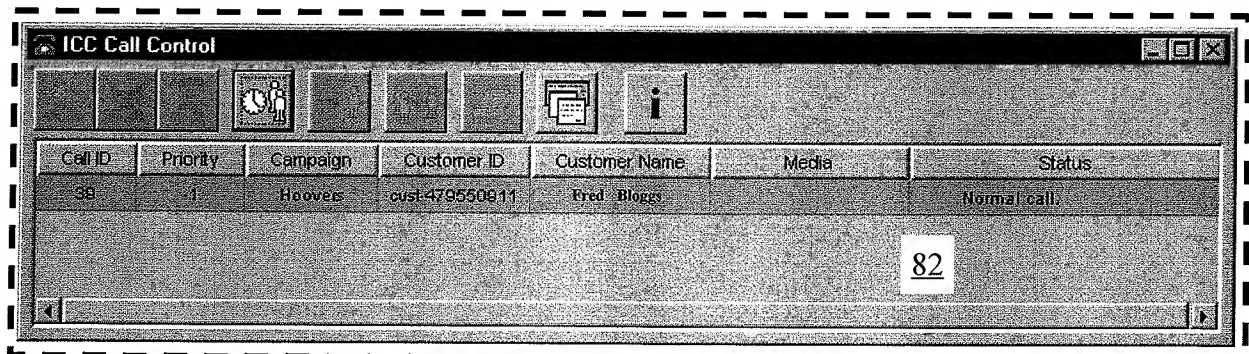 ICC Call Control
i
Call ID Priority Campaign Customer ID Customer Name Media Status
39 -1 Hoovers cust-479550911 Fred Bloggs Normal call.
82